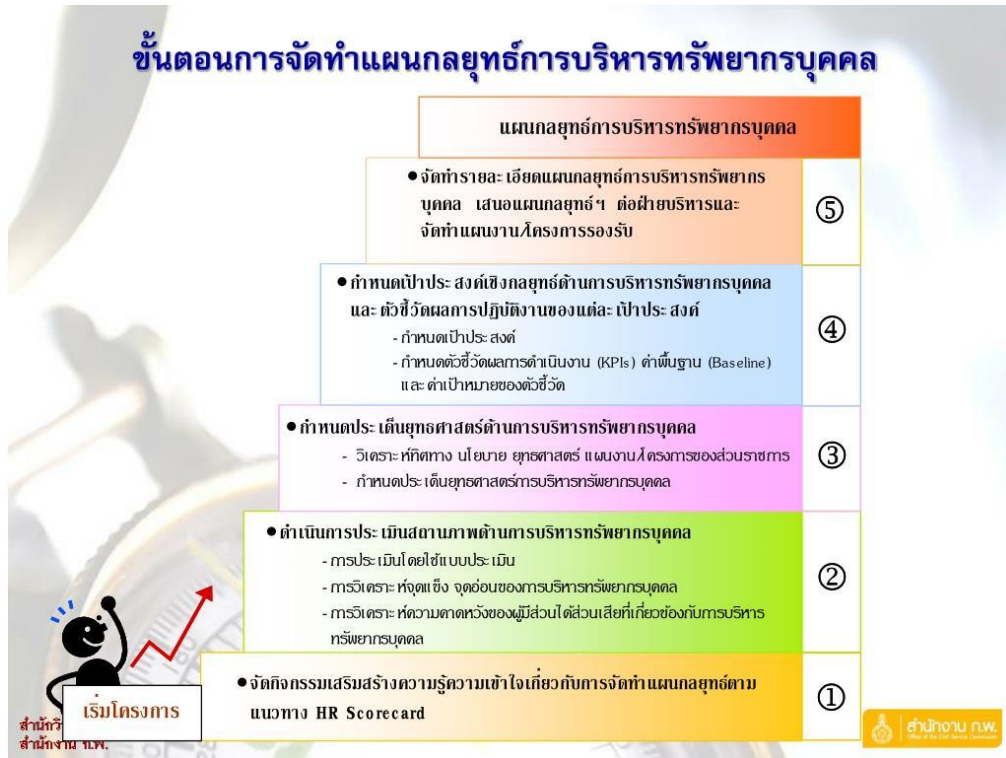 ขั้นตอนการจัดทำแผนกลยุทธ์การบริหารทรัพยากรบุคคล
แผนกลยุทธ์การบริหารทรัพยากรบุคคล
•จัดทำรายละเอียดแผนกลยุทธ์การบริหารทรัพยากร
บุคคล เสนอแผนกลยุทธ์ฯ ต่อฝ่ายบริหารและ
จัดทำแผนงาน/โครงการรองรับ
⑤
•กำหนดเป้าประสงค์เชิงกลยุทธ์ด้านการบริหารทรัพยากรบุคคล
และตัวชี้วัดผลการปฏิบัติงานของแต่ละเป้าประสงค์
- กำหนดเป้าประสงค์
- กำหนดตัวชี้วัดผลการดำเนินงาน (KPIs) ค่าพื้นฐาน (Baseline)
และค่าเป้าหมายของตัวชี้วัด
④
•กำหนดประเด็นยุทธศาสตร์ด้านการบริหารทรัพยากรบุคคล
- วิเคราะห์ทิศทาง นโยบาย ยุทธศาสตร์ แผนงาน/โครงการของส่วนราชการ
- กำหนดประเด็นยุทธศาสตร์การบริหารทรัพยากรบุคคล
③
•ดำเนินการประเมินสถานภาพด้านการบริหารทรัพยากรบุคคล
- การประเมินโดยใช้แบบประเมิน
- การวิเคราะห์จุดแข็ง จุดอ่อนของการบริหารทรัพยากรบุคคล
- การวิเคราะห์ความคาดหวังของผู้มีส่วนได้ส่วนเสียที่เกี่ยวข้องกับการบริหาร
ทรัพยากรบุคคล
②
•จัดกิจกรรมเสริมสร้างความรู้ความเข้าใจเกี่ยวกับการจัดทำแผนกลยุทธ์ตาม
แนวทาง HR Scorecard
①
เริ่มโครงการ
สำนักงาน ก.พ.
สำนักงาน ก.พ.
Office of the Civil Service Commission